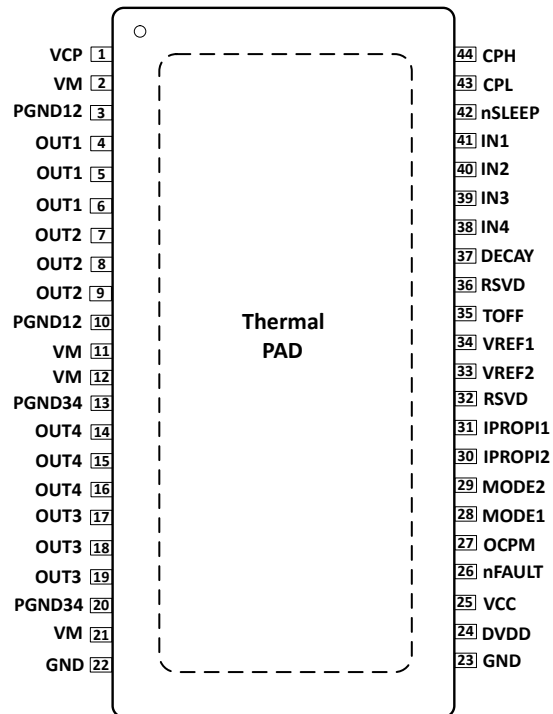 VCP 1
VM 2
PGND12 3
OUT1 4
OUT1 5
OUT1 6
OUT2 7
OUT2 8
OUT2 9
PGND12 10
VM 11
VM 12
PGND34 13
OUT4 14
OUT4 15
OUT4 16
OUT3 17
OUT3 18
OUT3 19
PGND34 20
VM 21
GND 22
Thermal
PAD
44 CPH
43 CPL
42 nSLEEP
41 IN1
40 IN2
39 IN3
38 IN4
37 DECAY
36 RSVD
35 TOFF
34 VREF1
33 VREF2
32 RSVD
31 IPROPI1
30 IPROPI2
29 MODE2
28 MODE1
27 OCPM
26 nFAULT
25 VCC
24 DVDD
23 GND